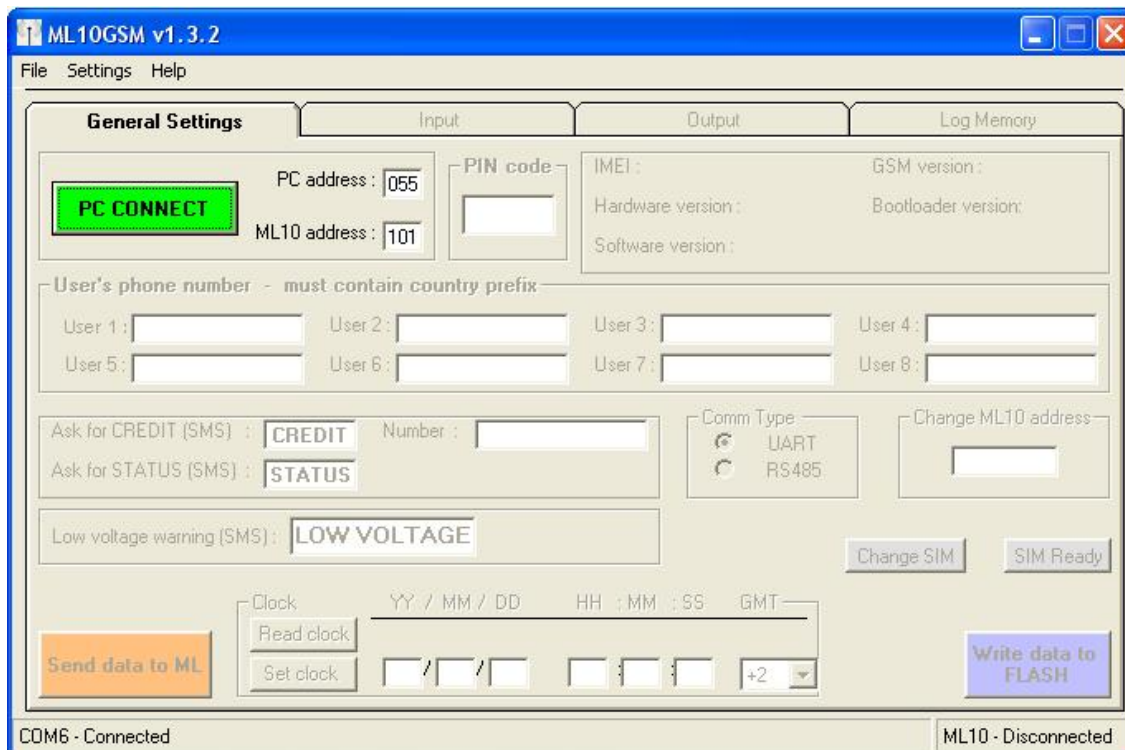 ML10GSM v1.3.2
File Settings Help
General Settings Input Output Log Memory
PC CONNECT
PC address : 055
ML10 address : 101
PIN code
IMEI : GSM version :
Hardware version : Bootloader version:
Software version :
User's phone number - must contain country prefix
User 1 : User 2 : User 3 : User 4 :
User 5 : User 6 : User 7 : User 8 :
Ask for CREDIT (SMS) : CREDIT Number :
Ask for STATUS (SMS) : STATUS
Comm Type
UART
RS485
Change ML10 address
Low voltage warning (SMS) : LOW VOLTAGE
Change SIM SIM Ready
Send data to ML
Clock YY / MM / DD HH : MM : SS GMT
Read clock
Set clock / / : : +2
Write data to
FLASH
COM6 - Connected ML10 - Disconnected